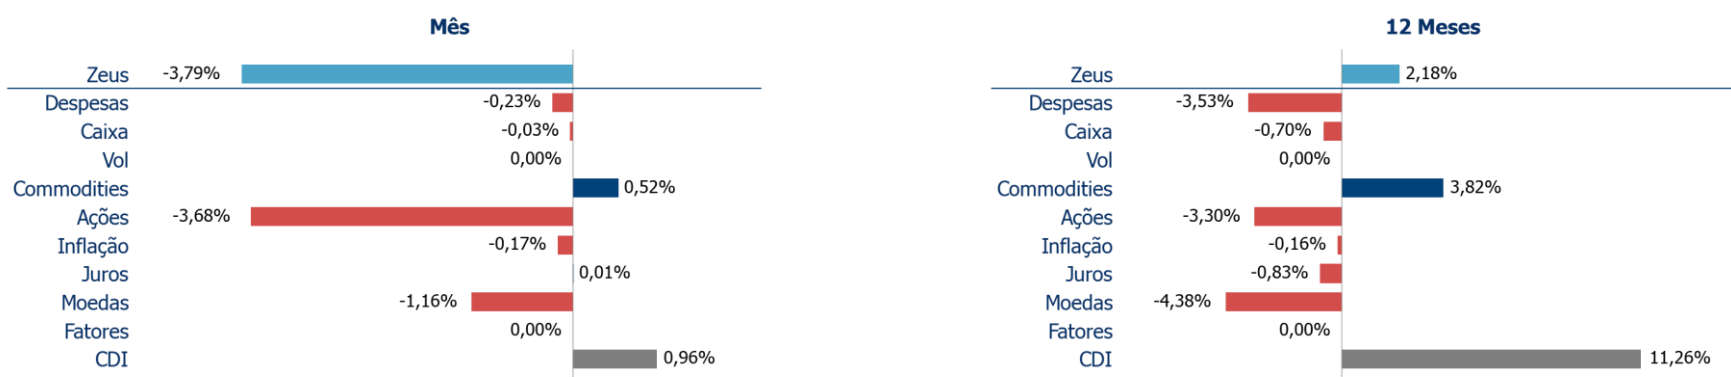 Mês
Zeus -3,79%
Despesas -0,23%
Caixa -0,03%
Vol 0,00%
Commodities 0,52%
Ações -3,68%
Inflação -0,17%
Juros 0,01%
Moedas -1,16%
Fatores 0,00%
CDI 0,96%
12 Meses
Zeus 2,18%
Despesas -3,53%
Caixa -0,70%
Vol 0,00%
Commodities 3,82%
Ações -3,30%
Inflação -0,16%
Juros -0,83%
Moedas -4,38%
Fatores 0,00%
CDI 11,26%